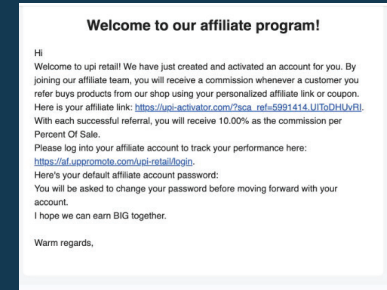 Welcome to our affiliate program!
Hi
Welcome to upi retail! We have just created and activated an account for you. By
joining our affiliate team, you will receive a commission whenever a customer you
refer buys products from our shop using your personalized affiliate link or coupon.
Here is your affiliate link: https://upi-activator.com/?sca_ref=5991414.UIToDHUvRI.
With each successful referral, you will receive 10.00% as the commission per
Percent Of Sale.
Please log into your affiliate account to track your performance here:
https://af.uppromote.com/upi-retail/login.
Here's your default affiliate account password:
You will be asked to change your password before moving forward with your
account.
I hope we can earn BIG together.
Warm regards,